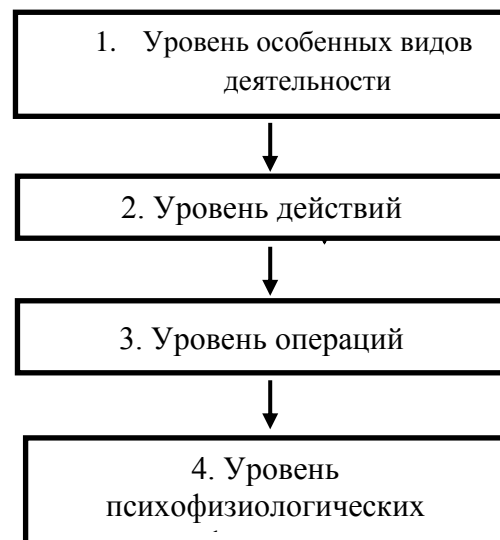 1. Уровень особенных видов
деятельности
2. Уровень действий
3. Уровень операций
4. Уровень
психофизиологических